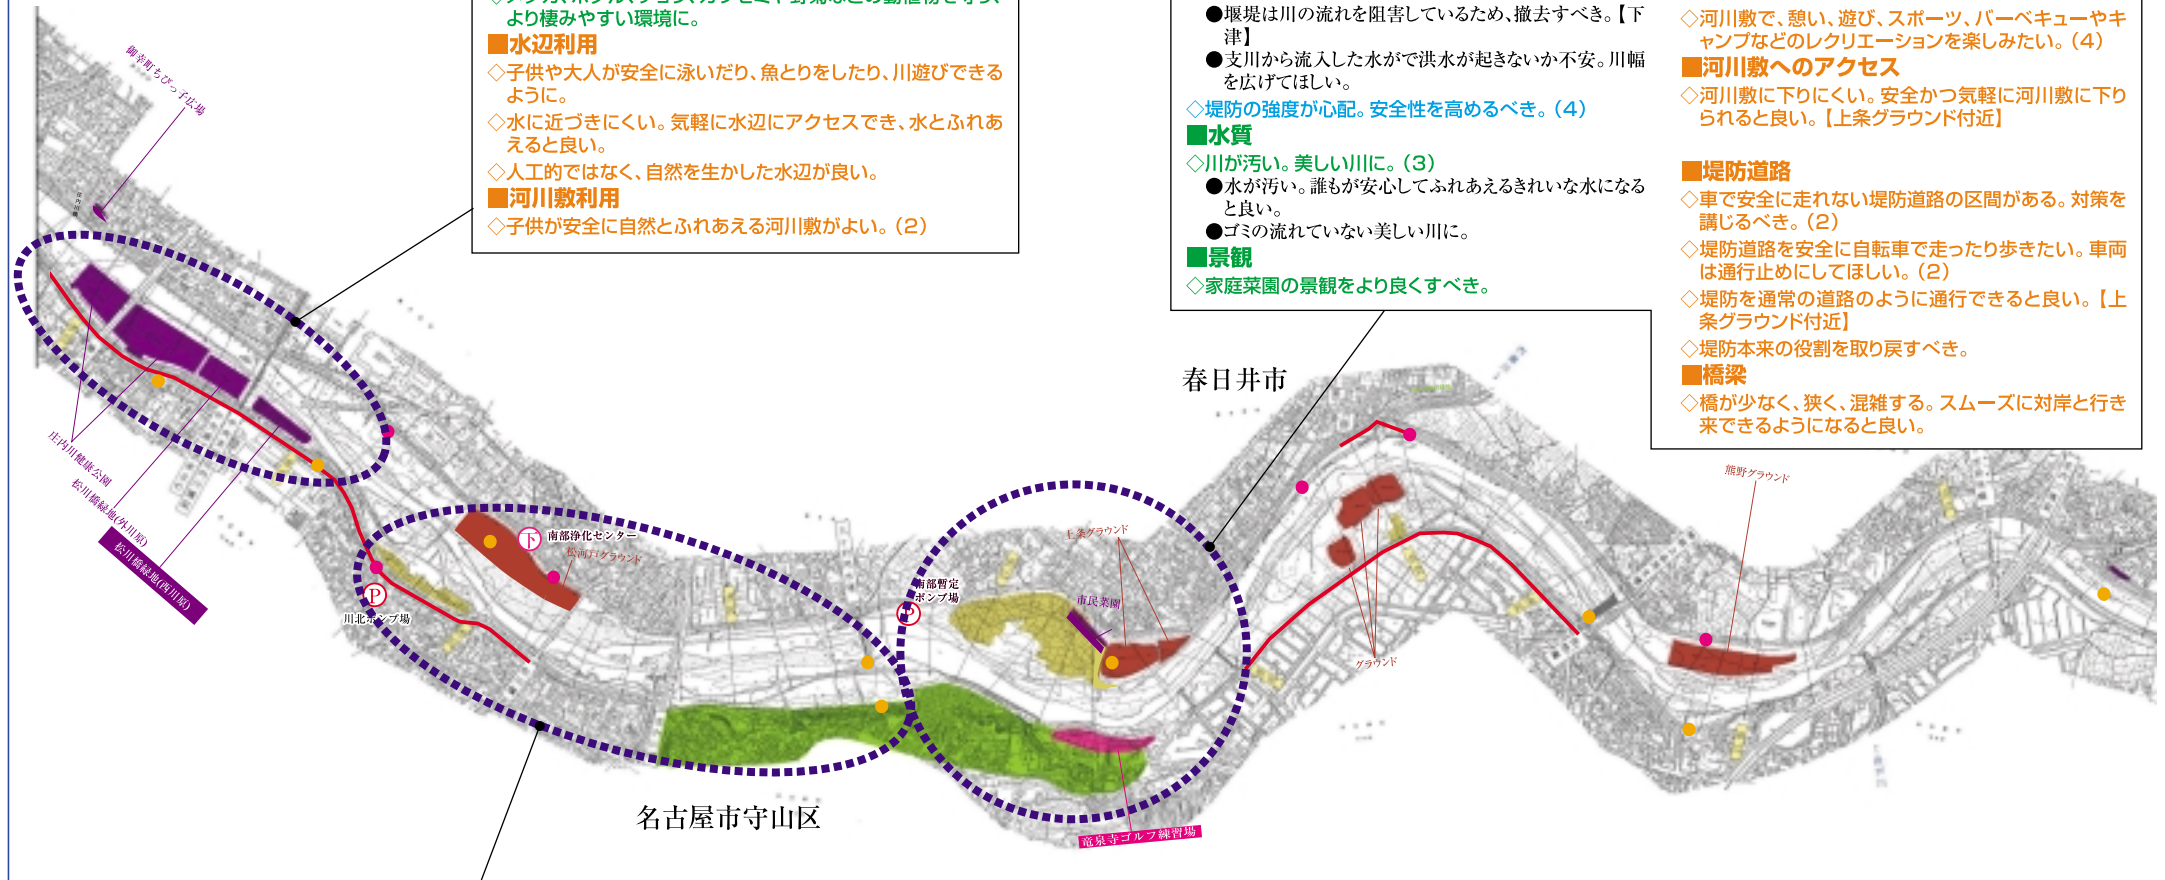 より棲みやすい環境に。
■水辺利用
◇子供や大人が安全に泳いだり、魚とりをしたり、川遊びできる
ように。
◇水に近づきにくい。気軽に水辺にアクセスでき、水とふれあ
えると良い。
◇人工的ではなく、自然を生かした水辺が良い。
■河川敷利用
◇子供が安全に自然とふれあえる河川敷がよい。（2）
●堰堤は川の流れを阻害しているため、撤去すべき。【下
津】
●支川から流入した水がで洪水が起きないか不安。川幅
を広げてほしい。
◇堤防の強度が心配。安全性を高めるべき。（4）
■水質
◇川が汚い。美しい川に。（3）
●水が汚い。誰もが安心してふれあえるきれいな水になる
と良い。
●ゴミの流れていない美しい川に。
■景観
◇家庭菜園の景観をより良くすべき。
◇河川敷で、憩い、遊び、スポーツ、バーベキューやキ
ャンプなどのレクリエーションを楽しみたい。（4）
■河川敷へのアクセス
◇河川敷に下りにくい。安全かつ気軽に河川敷に下り
られると良い。【上条グラウンド付近】
■堤防道路
◇車で安全に走れない堤防道路の区間がある。対策を
講じるべき。（2）
◇堤防道路を安全に自転車で走ったり歩きたい。車両
は通行止めにしてほしい。（2）
◇堤防を通常の道路のように通行できると良い。【上
条グラウンド付近】
◇堤防本来の役割を取り戻すべき。
■橋梁
◇橋が少なく、狭く、混雑する。スムーズに対岸と行き
来できるようになると良い。
御幸町ちびっ子広場
庄内川健康公園
松川橋緑地(外川原)
松川橋緑地(西川原)
下
南部浄化センター
松河戸グラウンド
P
川北ポンプ場
南部暫定
ポンプ場
P
市民菜園
上条グラウンド
春日井市
グラウンド
熊野グラウンド
名古屋市守山区
竜泉寺ゴルフ練習場